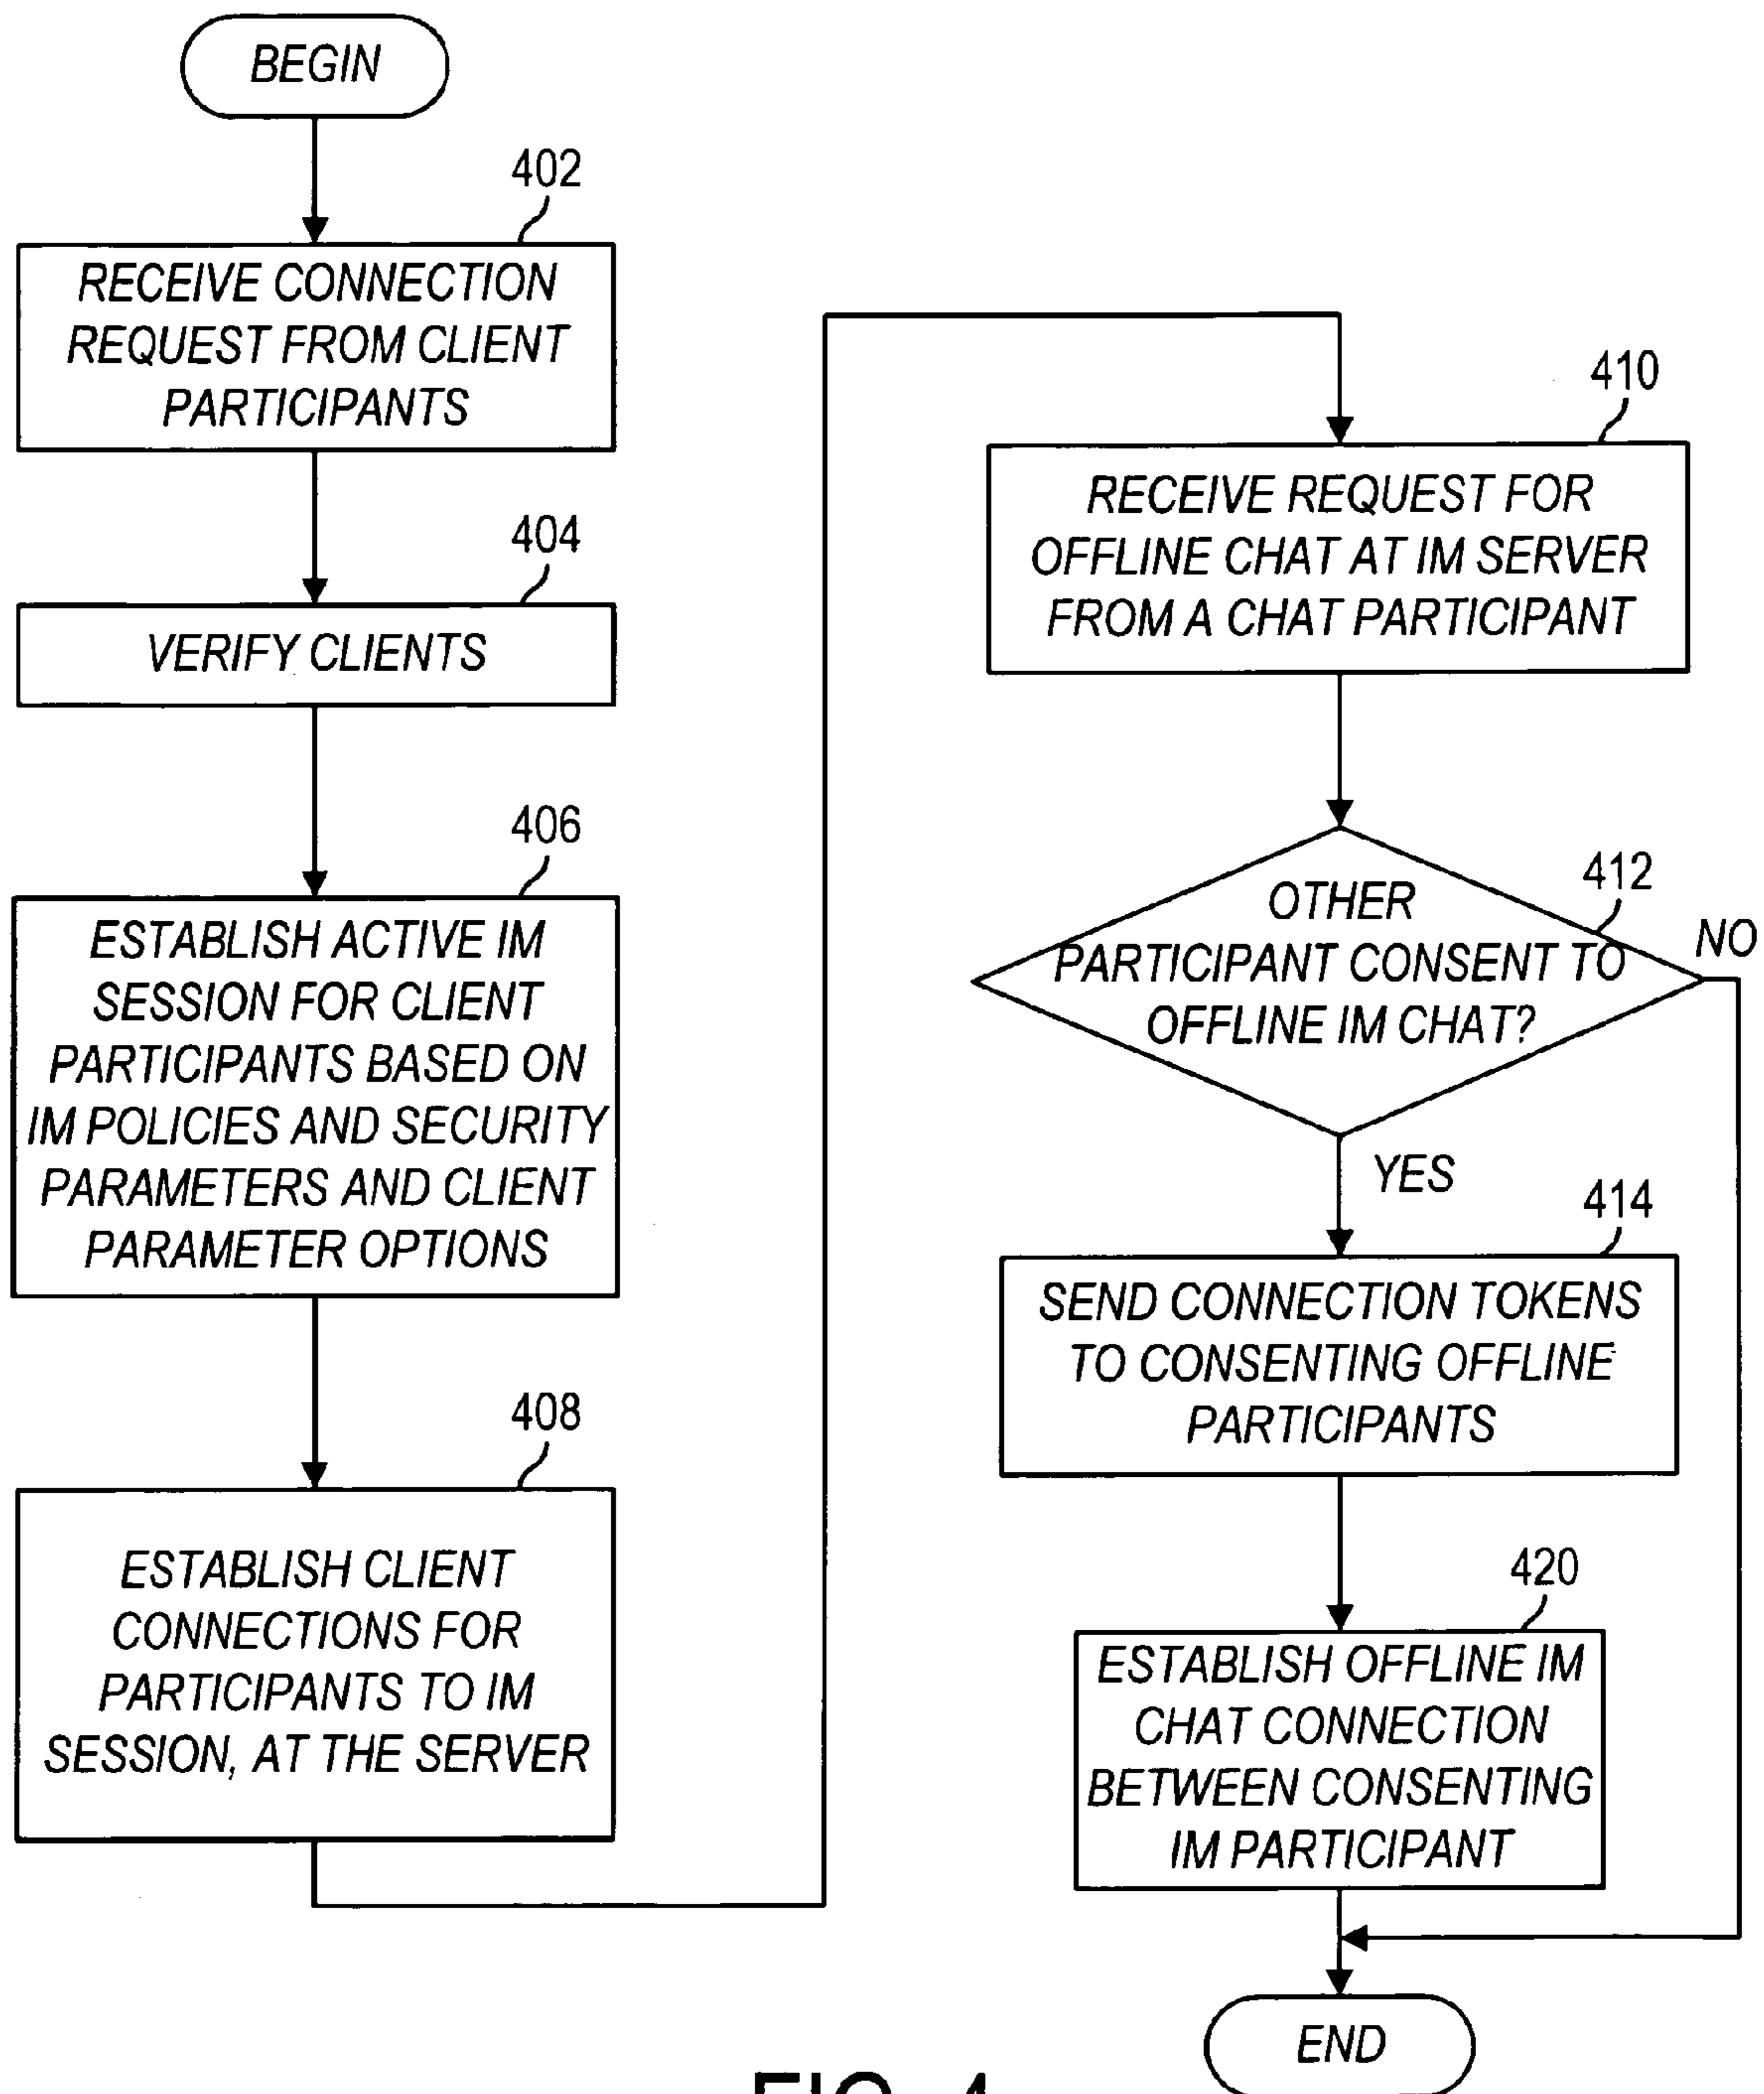 BEGIN
402
RECEIVE CONNECTION
REQUEST FROM CLIENT
PARTICIPANTS
404
VERIFY CLIENTS
406
ESTABLISH ACTIVE IM
SESSION FOR CLIENT
PARTICIPANTS BASED ON
IM POLICIES AND SECURITY
PARAMETERS AND CLIENT
PARAMETER OPTIONS
408
ESTABLISH CLIENT
CONNECTIONS FOR
PARTICIPANTS TO IM
SESSION, AT THE SERVER
410
RECEIVE REQUEST FOR
OFFLINE CHAT AT IM SERVER
FROM A CHAT PARTICIPANT
412
OTHER
PARTICIPANT CONSENT TO
OFFLINE IM CHAT?
NO
YES
414
SEND CONNECTION TOKENS
TO CONSENTING OFFLINE
PARTICIPANTS
420
ESTABLISH OFFLINE IM
CHAT CONNECTION
BETWEEN CONSENTING
IM PARTICIPANT
END
FIG. 4